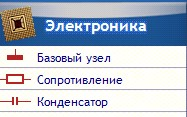 Электроника
Базовый узел
Сопротивление
Конденсатор